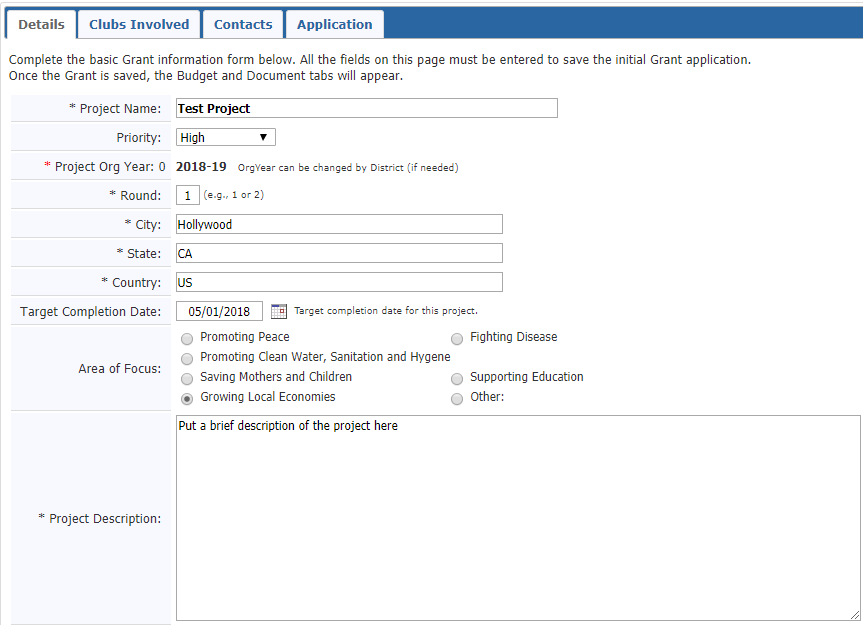 Details Clubs Involved Contacts Application
Complete the basic Grant information form below. All the fields on this page must be entered to save the initial Grant application.
Once the Grant is saved, the Budget and Document tabs will appear.
* Project Name: Test Project
Priority: High
* Project Org Year: 0 2018-19 OrgYear can be changed by District (if needed)
* Round: 1 (e.g., 1 or 2)
* City: Hollywood
* State: CA
* Country: US
Target Completion Date: 05/01/2018 Target completion date for this project.
Area of Focus:
Promoting Peace Fighting Disease
Promoting Clean Water, Sanitation and Hygene
Saving Mothers and Children Supporting Education
Growing Local Economies Other:
* Project Description:
Put a brief description of the project here